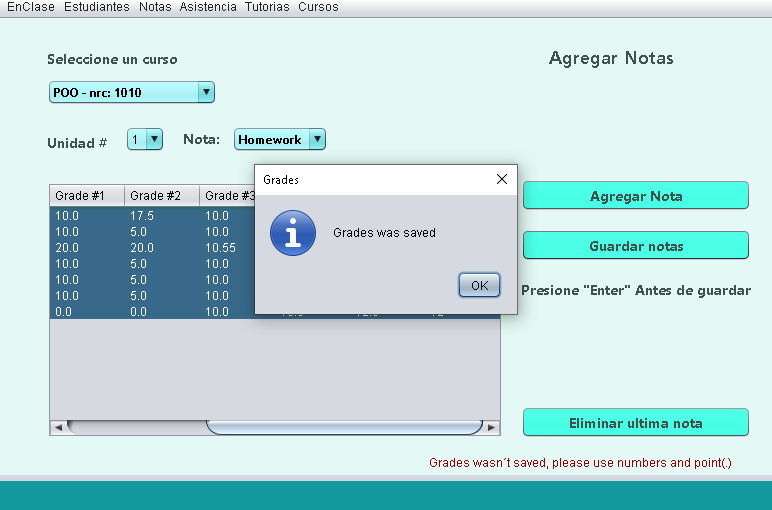 EnClase Estudiantes Notas Asistencia Tutorias Cursos
Seleccione un curso
Agregar Notas
POO - nrc: 1010
Unidad # 1 Nota: Homework
Grades
Grades was saved
OK
Grade #1 Grade #2 Grade #3
10.0 17.5 10.0
10.0 5.0 10.0
20.0 20.0 10.55
10.0 5.0 10.0
10.0 5.0 10.0
10.0 5.0 10.0
0.0 0.0 10.0
Agregar Nota
Guardar notas
Presione "Enter" Antes de guardar
Eliminar ultima nota
Grades wasn´t saved, please use numbers and point(.)